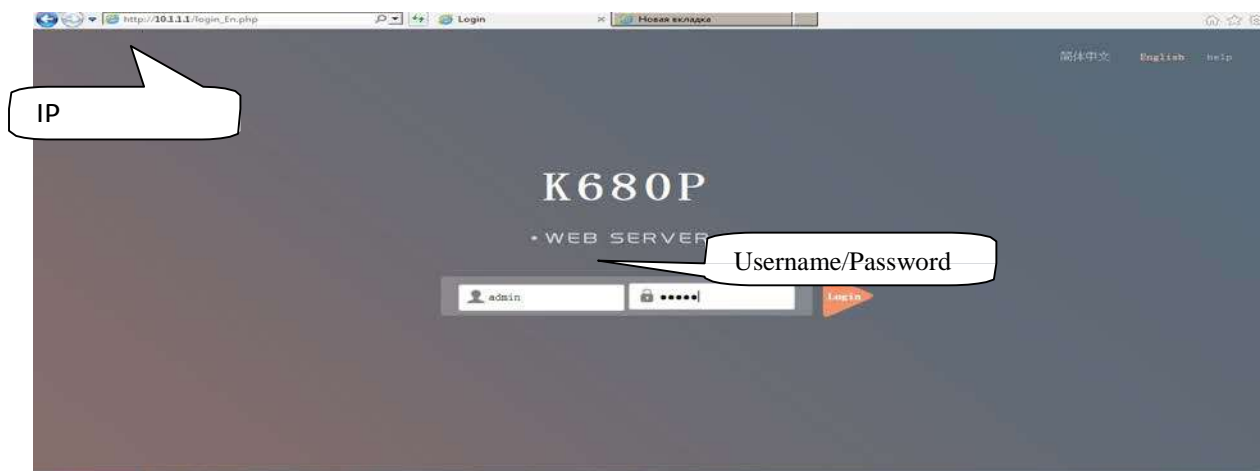 http://10.1.1.1/login_En.php
Login
Новая вкладка
简体中文 English help
IP
K680P
• WEB SERVER
Username/Password
admin
•••••
Login